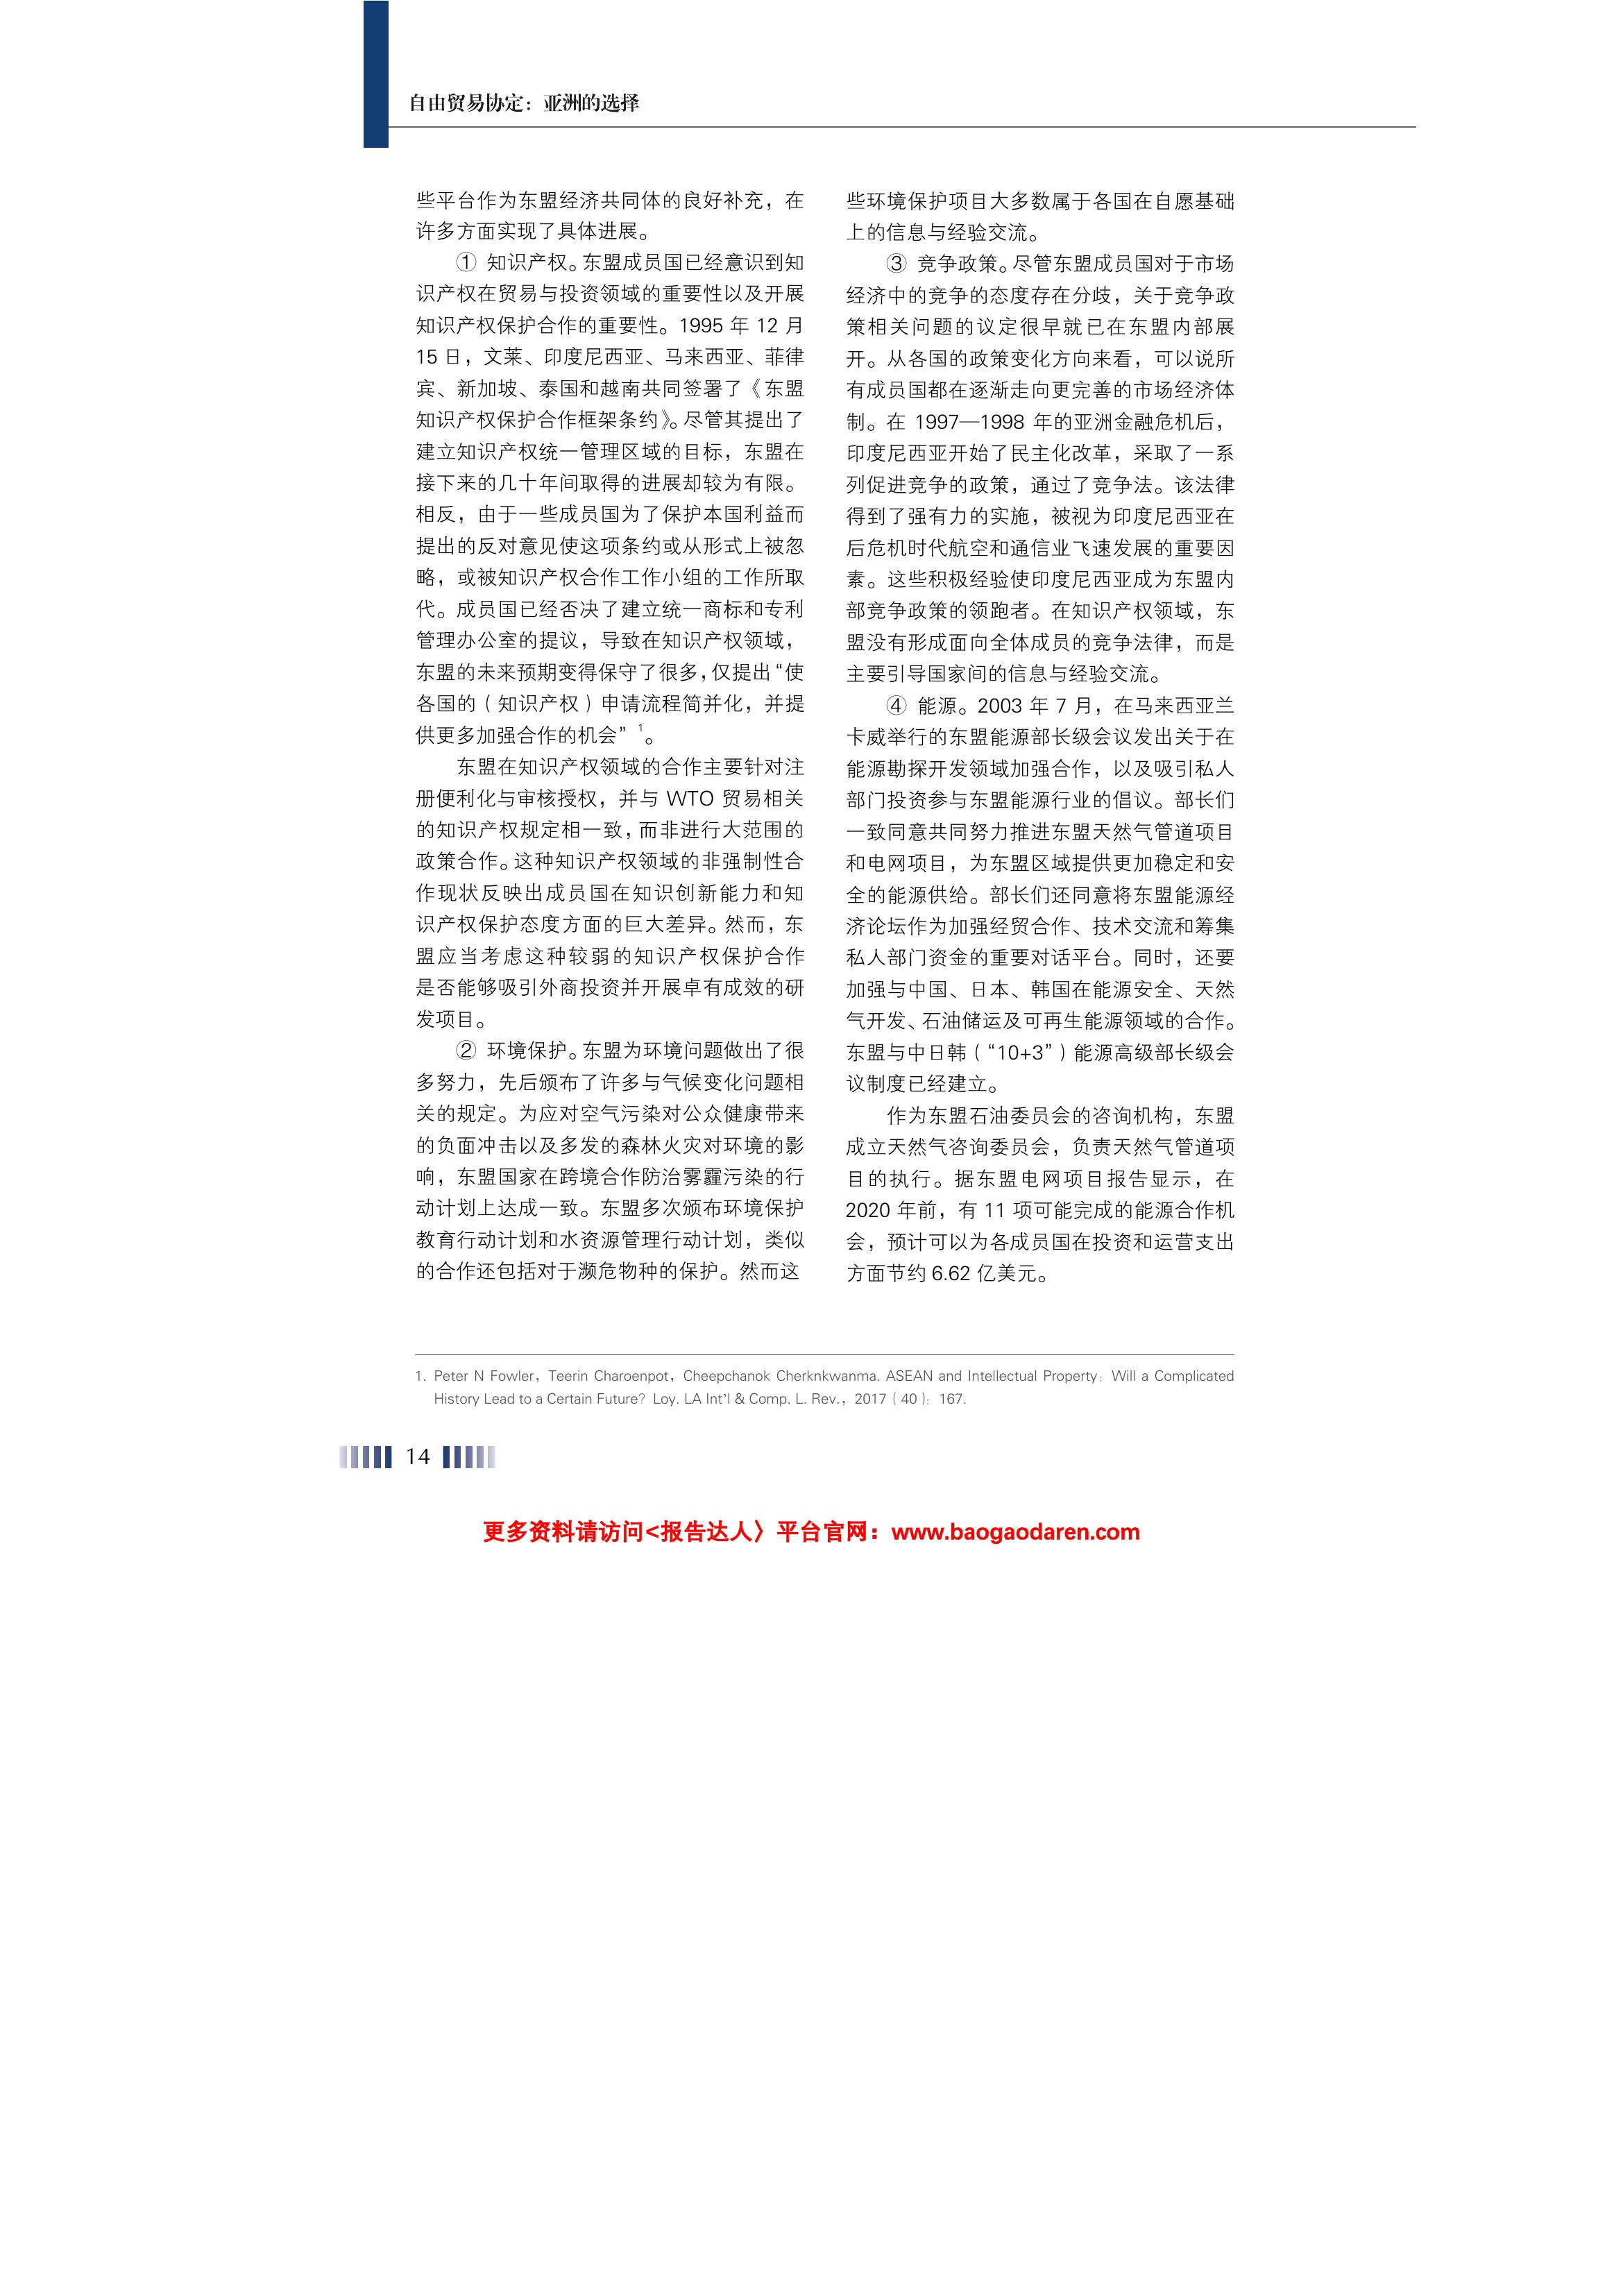 自由贸易协定：亚洲的选择
些平台作为东盟经济共同体的良好补充，在
许多方面实现了具体进展。
① 知识产权。东盟成员国已经意识到知
识产权在贸易与投资领域的重要性以及开展
知识产权保护合作的重要性。1995 年 12 月
15 日，文莱、印度尼西亚、马来西亚、菲律
宾、新加坡、泰国和越南共同签署了《东盟
知识产权保护合作框架条约》。尽管其提出了
建立知识产权统一管理区域的目标，东盟在
接下来的几十年间取得的进展却较为有限。
相反，由于一些成员国为了保护本国利益而
提出的反对意见使这项条约或从形式上被忽
略，或被知识产权合作工作小组的工作所取
代。成员国已经否决了建立统一商标和专利
管理办公室的提议，导致在知识产权领域，
东盟的未来预期变得保守了很多，仅提出“使
各国的（知识产权）申请流程简并化，并提
供更多加强合作的机会”1。
东盟在知识产权领域的合作主要针对注
册便利化与审核授权，并与 WTO 贸易相关
的知识产权规定相一致，而非进行大范围的
政策合作。这种知识产权领域的非强制性合
作现状反映出成员国在知识创新能力和知
识产权保护态度方面的巨大差异。然而，东
盟应当考虑这种较弱的知识产权保护合作
是否能够吸引外商投资并开展卓有成效的研
发项目。
② 环境保护。东盟为环境问题做出了很
多努力，先后颁布了许多与气候变化问题相
关的规定。为应对空气污染对公众健康带来
的负面冲击以及多发的森林火灾对环境的影
响，东盟国家在跨境合作防治雾霾污染的行
动计划上达成一致。东盟多次颁布环境保护
教育行动计划和水资源管理行动计划，类似
的合作还包括对于濒危物种的保护。然而这
些环境保护项目大多数属于各国在自愿基础
上的信息与经验交流。
③ 竞争政策。尽管东盟成员国对于市场
经济中的竞争的态度存在分歧，关于竞争政
策相关问题的议定很早就已在东盟内部展
开。从各国的政策变化方向来看，可以说所
有成员国都在逐渐走向更完善的市场经济体
制。在 1997—1998 年的亚洲金融危机后，
印度尼西亚开始了民主化改革，采取了一系
列促进竞争的政策，通过了竞争法。该法律
得到了强有力的实施，被视为印度尼西亚在
后危机时代航空和通信业飞速发展的重要因
素。这些积极经验使印度尼西亚成为东盟内
部竞争政策的领跑者。在知识产权领域，东
盟没有形成面向全体成员的竞争法律，而是
主要引导国家间的信息与经验交流。
④ 能源。2003 年 7 月，在马来西亚兰
卡威举行的东盟能源部长级会议发出关于在
能源勘探开发领域加强合作，以及吸引私人
部门投资参与东盟能源行业的倡议。部长们
一致同意共同努力推进东盟天然气管道项目
和电网项目，为东盟区域提供更加稳定和安
全的能源供给。部长们还同意将东盟能源经
济论坛作为加强经贸合作、技术交流和筹集
私人部门资金的重要对话平台。同时，还要
加强与中国、日本、韩国在能源安全、天然
气开发、石油储运及可再生能源领域的合作。
东盟与中日韩（“10+3”）能源高级部长级会
议制度已经建立。
作为东盟石油委员会的咨询机构，东盟
成立天然气咨询委员会，负责天然气管道项
目的执行。据东盟电网项目报告显示，在
2020 年前，有 11 项可能完成的能源合作机
会，预计可以为各成员国在投资和运营支出
方面节约 6.62 亿美元。
1. Peter N Fowler，Teerin Charoenpot，Cheepchanok Cherknkwanma. ASEAN and Intellectual Property：Will a Complicated
History Lead to a Certain Future？Loy. LA Int'l & Comp. L. Rev.，2017（40）：167.
14
更多资料请访问<报告达人〉平台官网：www.baogaodaren.com